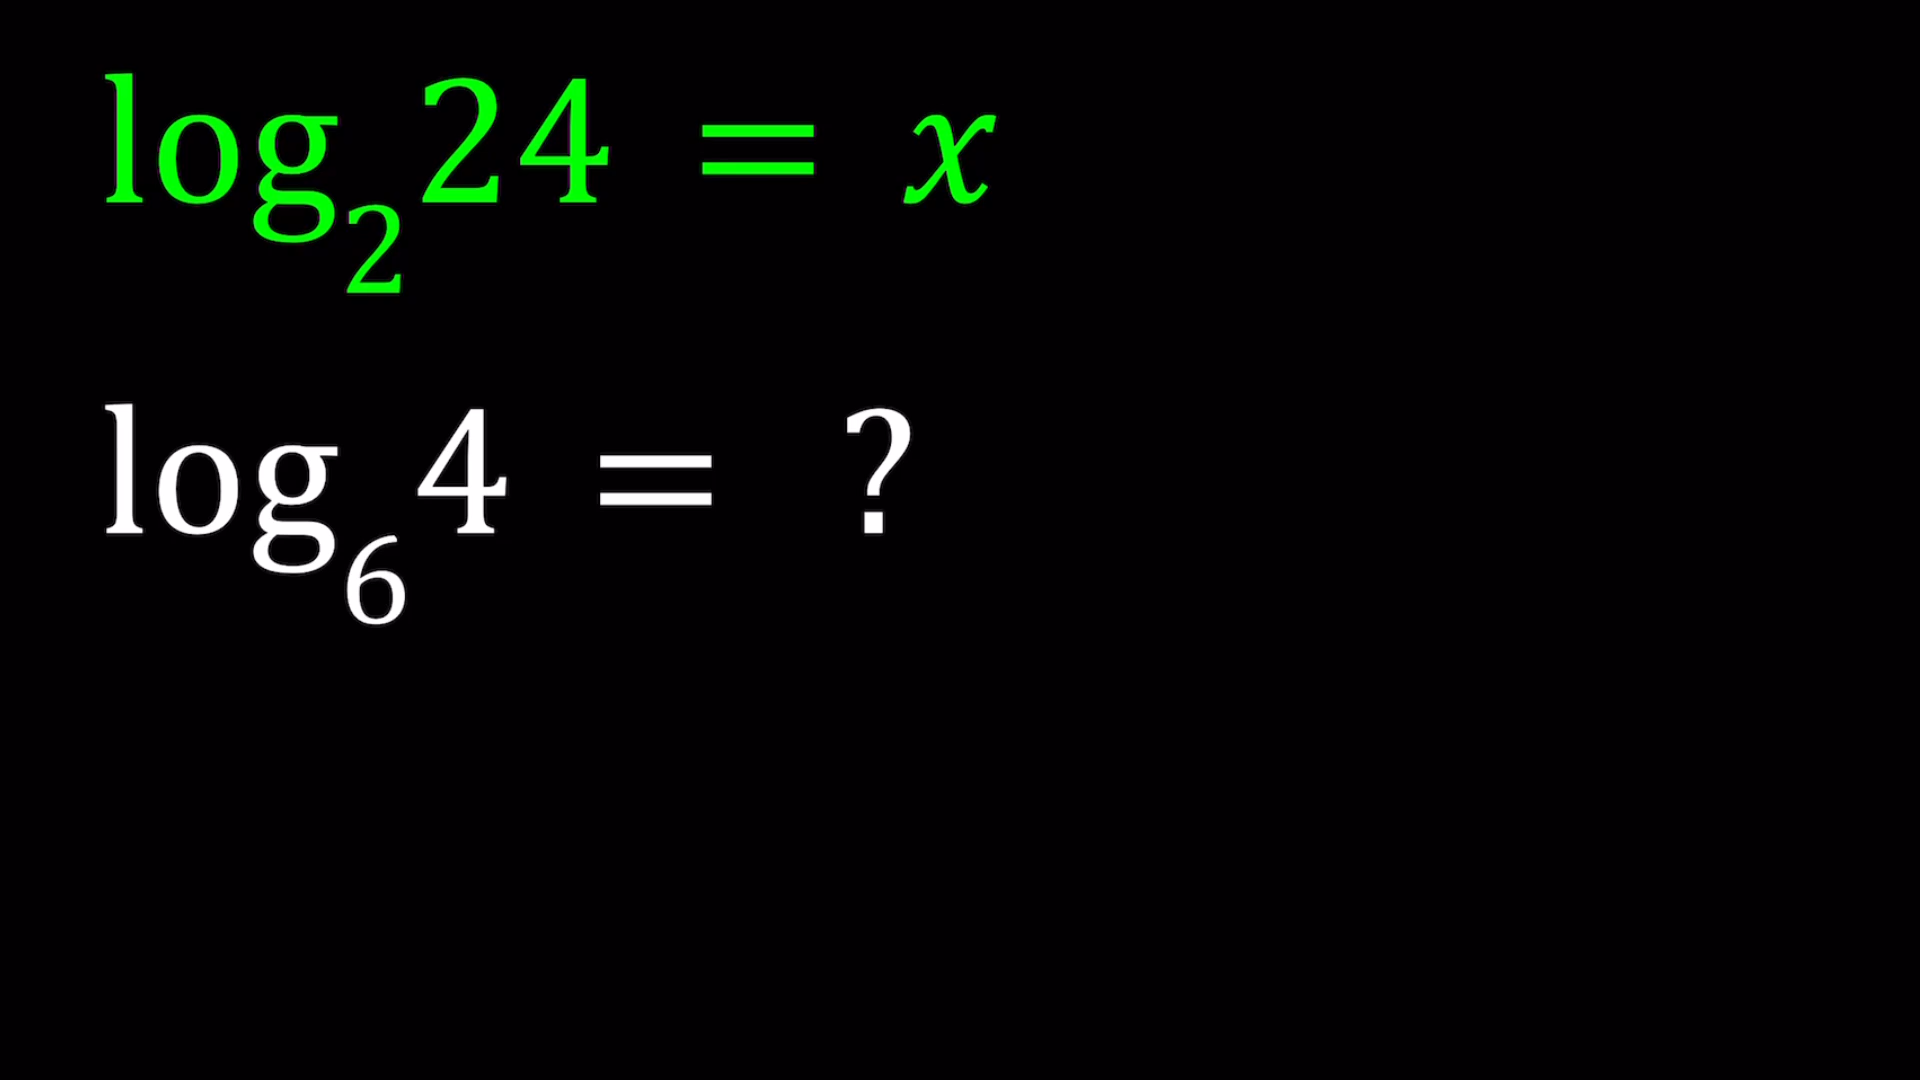 log₂24 = x
log₆4 = ?